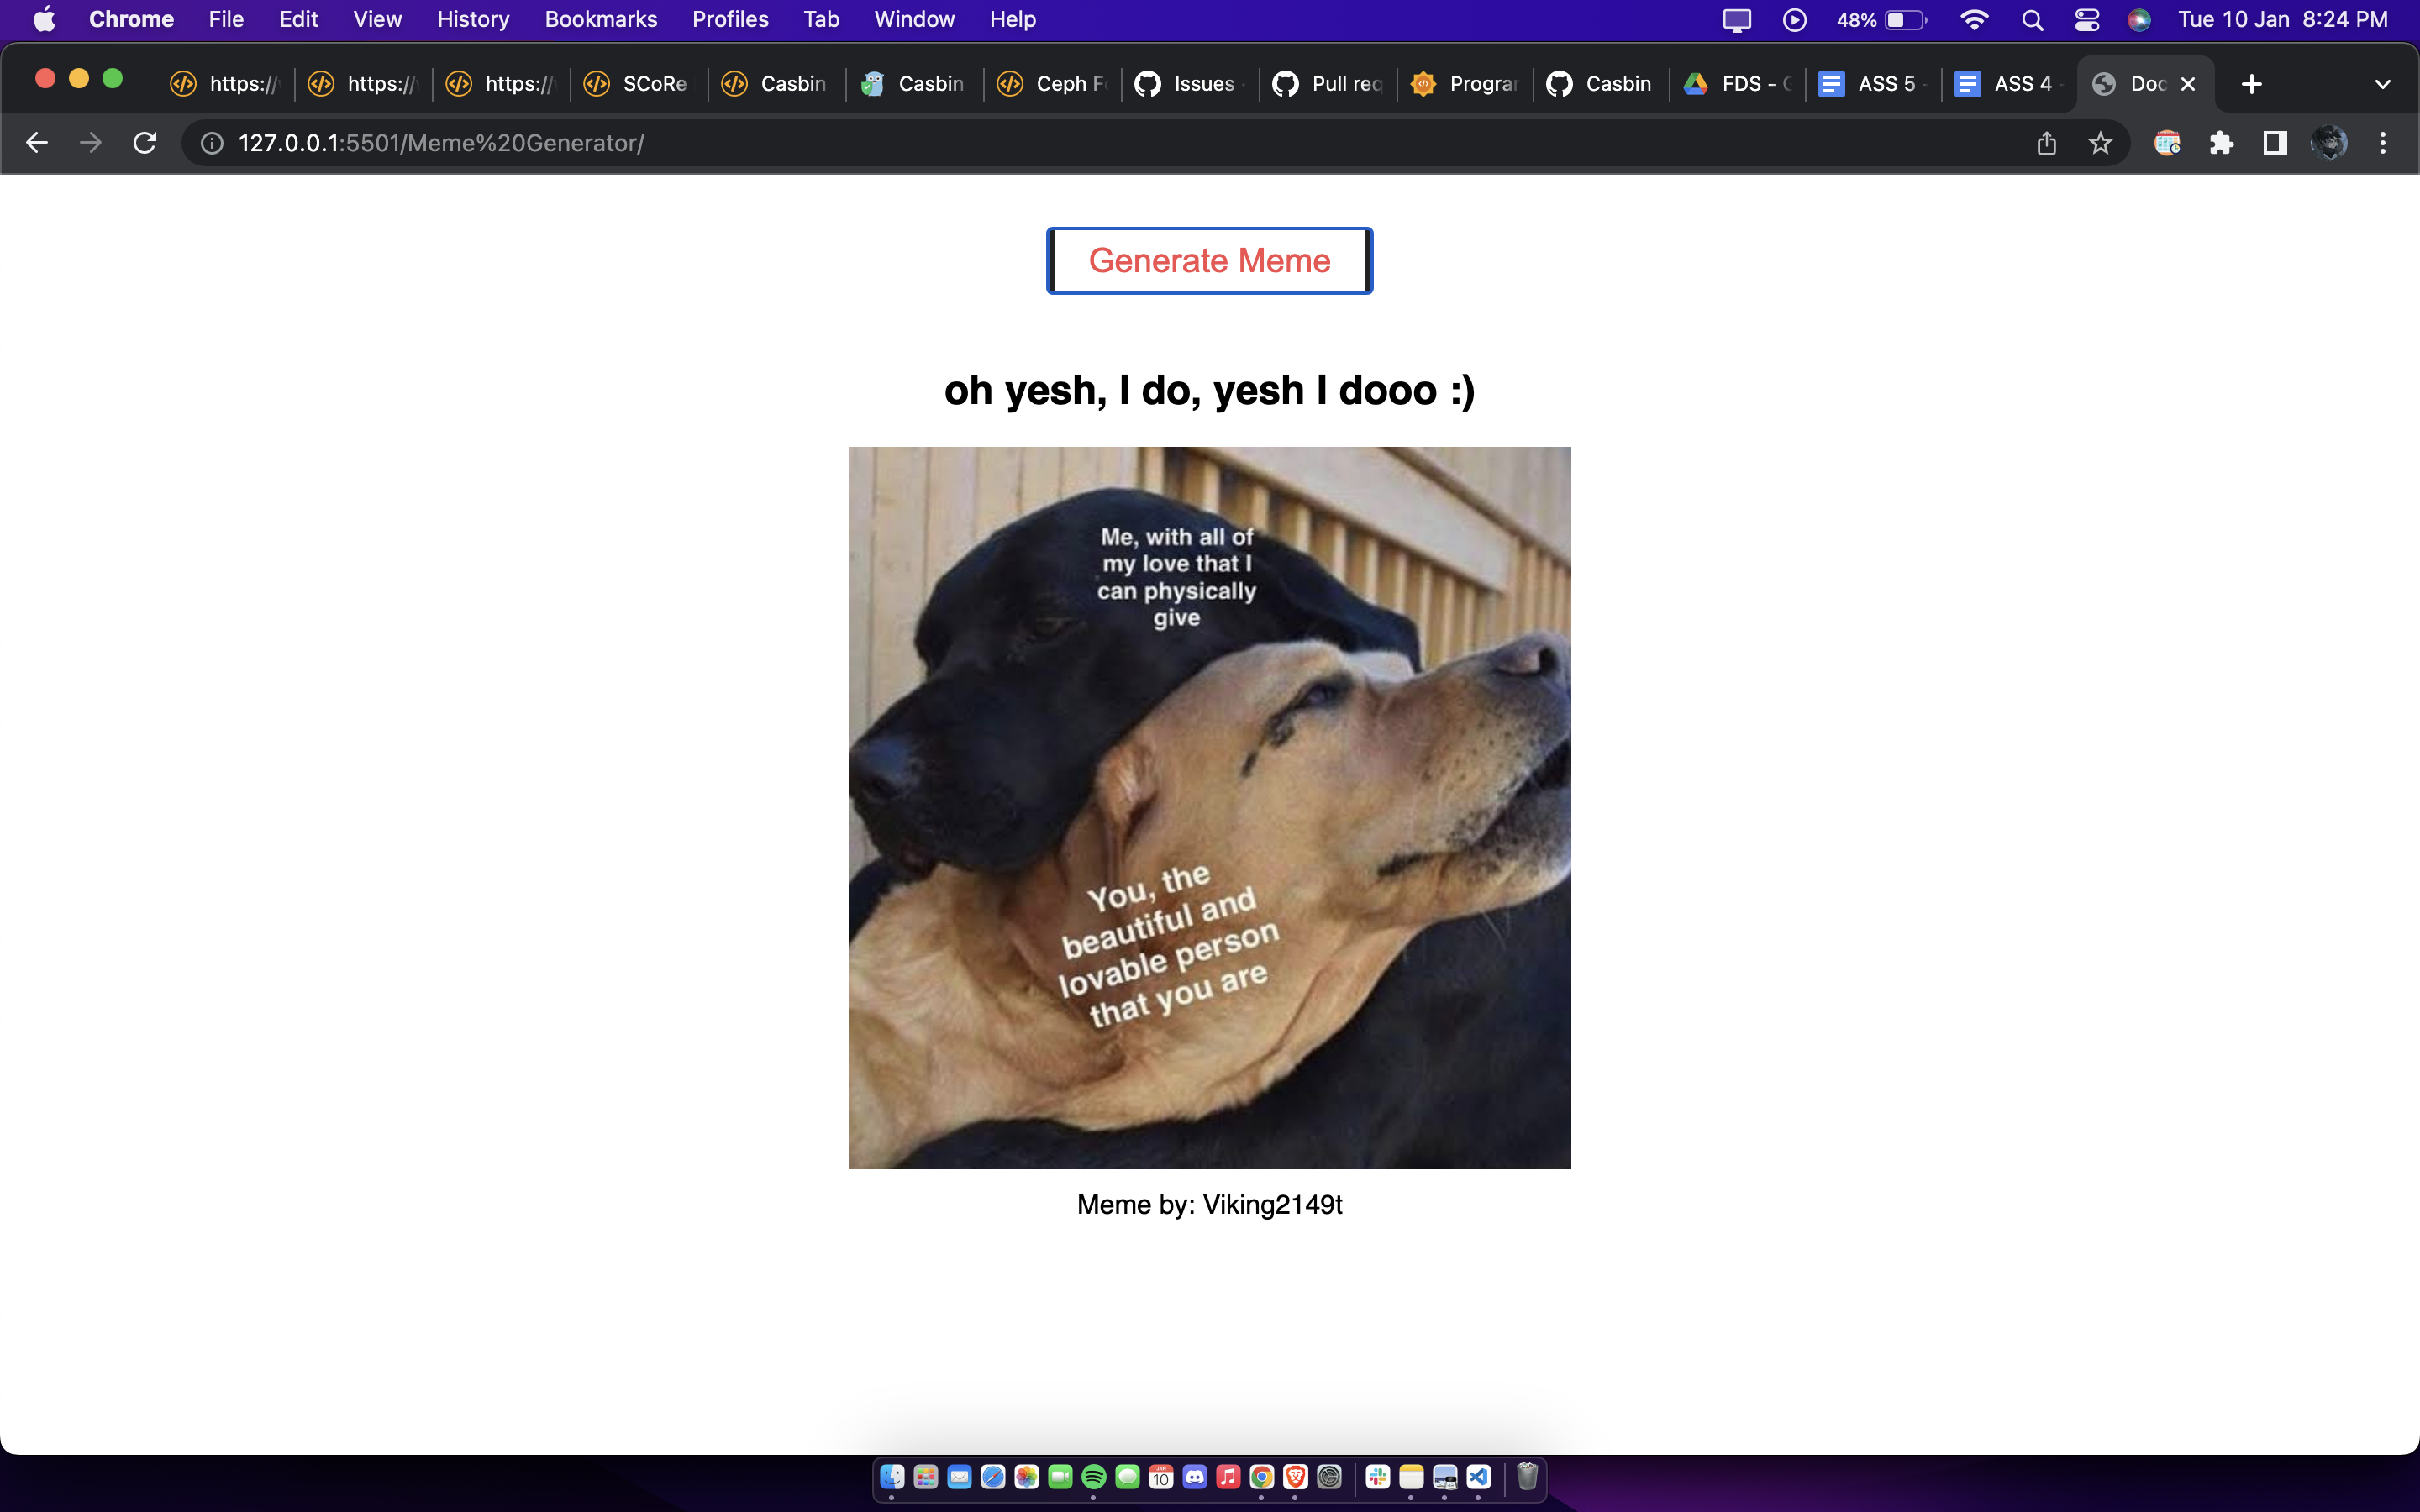 Chrome File Edit View History Bookmarks Profiles Tab Window Help 48% Tue 10 Jan 8:24 PM
https:// https:// https:// SCoRe Casbin Casbin Ceph Issues Pull req Program Casbin FDS - ASS 5 - ASS 4 - Doc
127.0.0.1:5501/Meme%20Generator/
Generate Meme
oh yesh, I do, yesh I dooo :)
Me, with all of
my love that I
can physically
give
You, the
beautiful and
lovable person
that you are
Meme by: Viking2149t
JAN
10